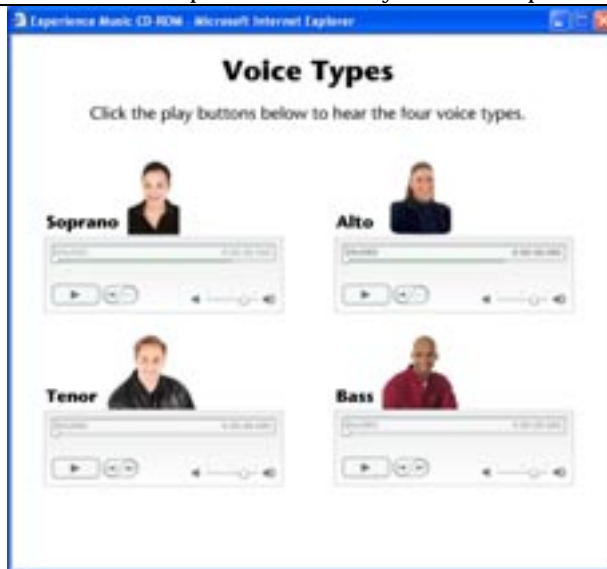 Experience Music CD-ROM - Microsoft Internet Explorer
Voice Types
Click the play buttons below to hear the four voice types.
Soprano
Alto
Tenor
Bass